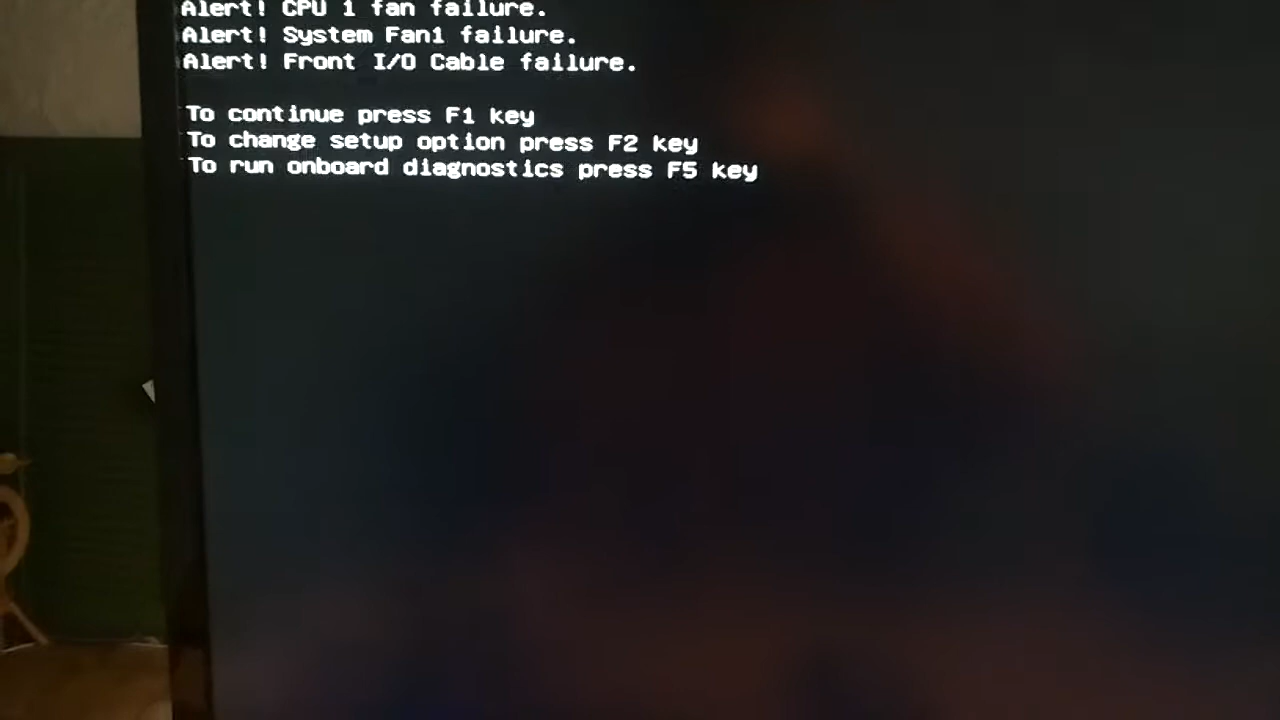 Alert! CPU 1 fan failure.
Alert! System Fan1 failure.
Alert! Front I/O Cable failure.
To continue press F1 key
To change setup option press F2 key
To run onboard diagnostics press F5 key